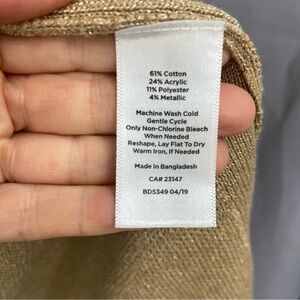 61% Cotton
24% Acrylic
11% Polyester
4% Metallic
Machine Wash Cold
Gentle Cycle
Only Non-Chlorine Bleach
When Needed
Reshape, Lay Flat To Dry
Warm Iron, If Needed
Made in Bangladesh
CA# 23147
BD5349 04/19